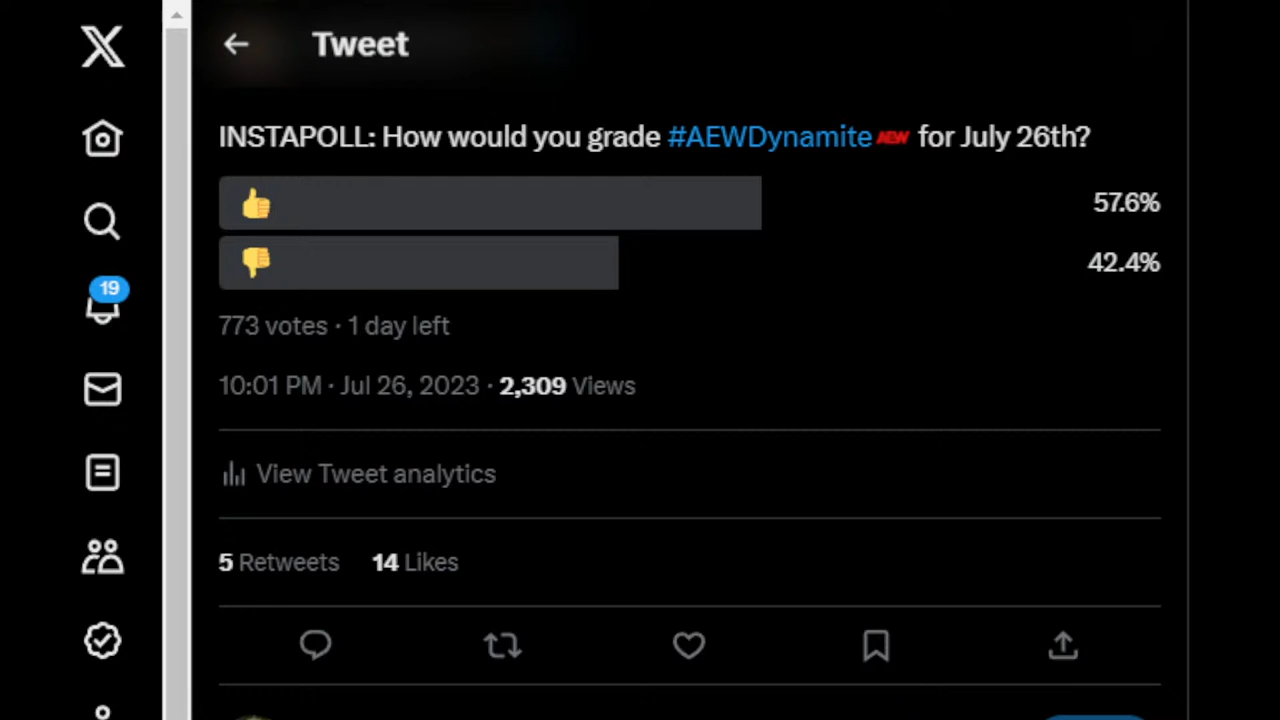 Tweet
INSTAPOLL: How would you grade #AEWDynamite AEW for July 26th?
👍 57.6%
👎 42.4%
19
773 votes · 1 day left
10:01 PM · Jul 26, 2023 · 2,309 Views
View Tweet analytics
5 Retweets 14 Likes